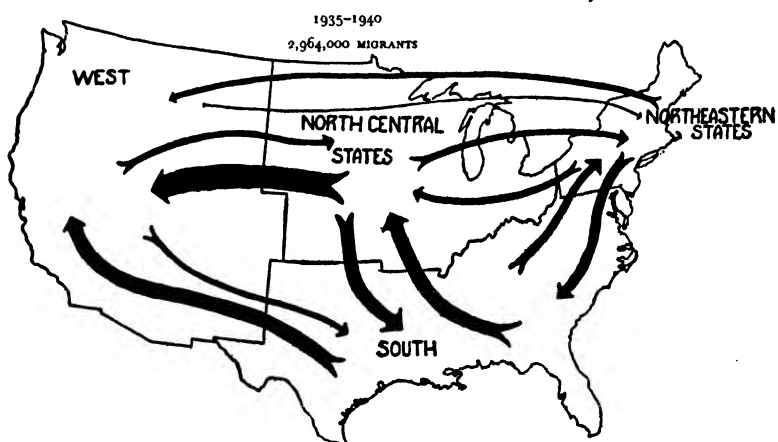 1935–1940
2,964,000 MIGRANTS
WEST
NORTH CENTRAL
STATES
NORTHEASTERN
STATES
SOUTH